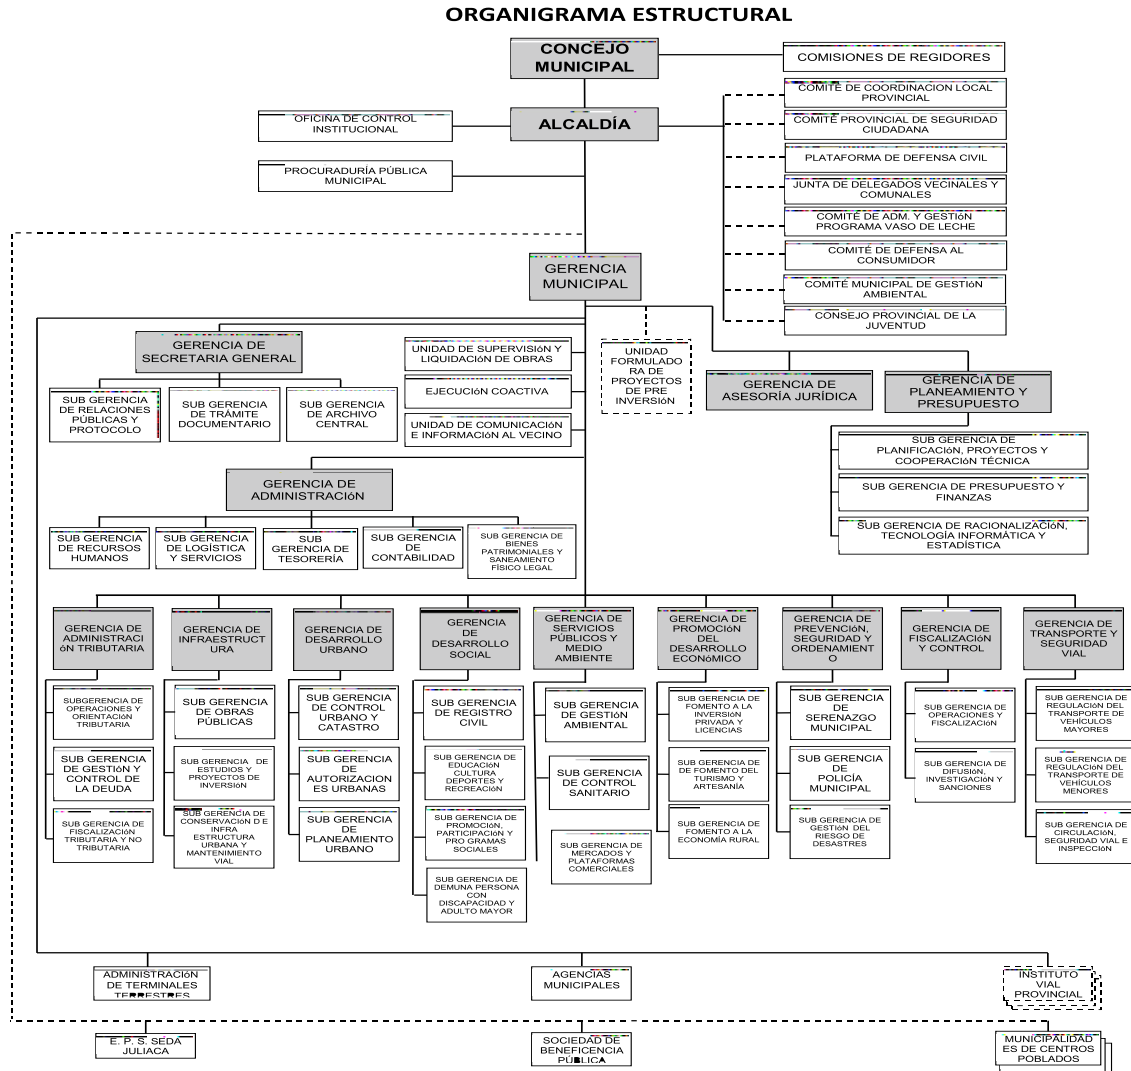 ORGANIGRAMA ESTRUCTURAL
CONCEJO
MUNICIPAL
COMISIONES DE REGIDORES
COMITÉ DE COORDINACION LOCAL
PROVINCIAL
OFICINA DE CONTROL
INSTITUCIONAL
ALCALDÍA
COMITÉ PROVINCIAL DE SEGURIDAD
CIUDADANA
PLATAFORMA DE DEFENSA CIVIL
PROCURADURÍA PÚBLICA
MUNICIPAL
JUNTA DE DELEGADOS VECINALES Y
COMUNALES
COMITÉ DE ADM. Y GESTIóN
PROGRAMA VASO DE LECHE
COMITÉ DE DEFENSA AL
CONSUMIDOR
GERENCIA
MUNICIPAL
COMITÉ MUNICIPAL DE GESTIóN
AMBIENTAL
CONSEJO PROVINCIAL DE LA
JUVENTUD
GERENCIA DE
SECRETARIA GENERAL
UNIDAD DE SUPERVISIóN Y
LIQUIDACIóN DE OBRAS
UNIDAD
FORMULADO
RA DE
PROYECTOS
DE PRE
INVERSIóN
GERENCIA DE
ASESORÍA JURÍDICA
GERENCIA DE
PLANEAMIENTO Y
PRESUPUESTO
EJECUCIóN COACTIVA
SUB GERENCIA
DE RELACIONES
PÚBLICAS Y
PROTOCOLO
SUB GERENCIA
DE TRÁMITE
DOCUMENTARIO
SUB GERENCIA
DE ARCHIVO
CENTRAL
UNIDAD DE COMUNICACIóN
E INFORMACIóN AL VECINO
SUB GERENCIA DE
PLANIFICACIóN, PROYECTOS Y
COOPERACIóN TÉCNICA
SUB GERENCIA DE PRESUPUESTO Y
FINANZAS
SUB GERENCIA DE RACIONALIZACIóN,
TECNOLOGÍA INFORMÁTICA Y
ESTADÍSTICA
GERENCIA DE
ADMINISTRACIóN
SUB GERENCIA
DE RECURSOS
HUMANOS
SUB GERENCIA
DE LOGÍSTICA
Y SERVICIOS
SUB
GERENCIA DE
TESORERÍA
SUB GERENCIA
DE
CONTABILIDAD
SUB GERENCIA DE
BIENES
PATRIMONIALES Y
SANEAMIENTO
FÍSICO LEGAL
GERENCIA DE
ADMINISTRACI
óN TRIBUTARIA
GERENCIA DE
INFRAESTRUCT
URA
GERENCIA DE
DESARROLLO
URBANO
GERENCIA
DE
DESARROLLO
SOCIAL
GERENCIA DE
SERVICIOS
PÚBLICOS Y
MEDIO
AMBIENTE
GERENCIA DE
PROMOCIóN
DEL
DESARROLLO
ECONóMICO
GERENCIA DE
PREVENCIÓN,
SEGURIDAD Y
ORDENAMIENT
O
GERENCIA DE
FISCALIZACIóN
Y CONTROL
GERENCIA DE
TRANSPORTE Y
SEGURIDAD
VIAL
SUBGERENCIA DE
OPERACIONES Y
ORIENTACIóN
TRIBUTARIA
SUB GERENCIA
DE OBRAS
PÚBLICAS
SUB GERENCIA
DE CONTROL
URBANO Y
CATASTRO
SUB GERENCIA
DE REGISTRO
CIVIL
SUB GERENCIA
DE GESTIóN
AMBIENTAL
SUB GERENCIA DE
FOMENTO A LA
INVERSIóN
PRIVADA Y
LICENCIAS
SUB GERENCIA
DE
SERENAZGO
MUNICIPAL
SUB GERENCIA DE
OPERACIONES Y
FISCALIZACIóN
SUB GERENCIA DE
REGULACIóN DEL
TRANSPORTE DE
VEHÍCULOS
MAYORES
SUB GERENCIA
DE GESTIóN Y
CONTROL DE
LA DEUDA
SUB GERENCIA DE
ESTUDIOS Y
PROYECTOS DE
INVERSIóN
SUB GERENCIA
DE
AUTORIZACION
ES URBANAS
SUB GERENCIA DE
EDUCACIóN
CULTURA
DEPORTES Y
RECREACIóN
SUB GERENCIA
DE CONTROL
SANITARIO
SUB GERENCIA DE
DE FOMENTO DEL
TURISMO Y
ARTESANÍA
SUB GERENCIA
DE
POLICÍA
MUNICIPAL
SUB GERENCIA DE
DIFUSIóN,
INVESTIGACIóN Y
SANCIONES
SUB GERENCIA DE
REGULACIóN DEL
TRANSPORTE DE
VEHÍCULOS
MENORES
SUB GERENCIA DE
FISCALIZACIóN
TRIBUTARIA Y NO
TRIBUTARIA
SUB GERENCIA DE
CONSERVACIóN D E
INFRA
ESTRUCTURA
URBANA Y
MANTENIMIENTO
VIAL
SUB GERENCIA
DE
PLANEAMIENTO
URBANO
SUB GERENCIA DE
PROMOCIóN,
PARTICIPACIóN Y
PRO GRAMAS
SOCIALES
SUB GERENCIA DE
MERCADOS Y
PLATAFORMAS
COMERCIALES
SUB GERENCIA DE
FOMENTO A LA
ECONOMÍA RURAL
SUB GERENCIA DE
GESTIóN DEL
RIESGO DE
DESASTRES
SUB GERENCIA DE
CIRCULACIóN,
SEGURIDAD VIAL E
INSPECCIóN
SUB GERENCIA DE
DEMUNA PERSONA
CON
DISCAPACIDAD Y
ADULTO MAYOR
ADMINISTRACIóN
DE TERMINALES
TERRESTRES
AGENCIAS
MUNICIPALES
INSTITUTO
VIAL
PROVINCIAL
E. P. S. SEDA
JULIACA
SOCIEDAD DE
BENEFICENCIA
PÚBLICA
MUNICIPALIDAD
ES DE CENTROS
POBLADOS